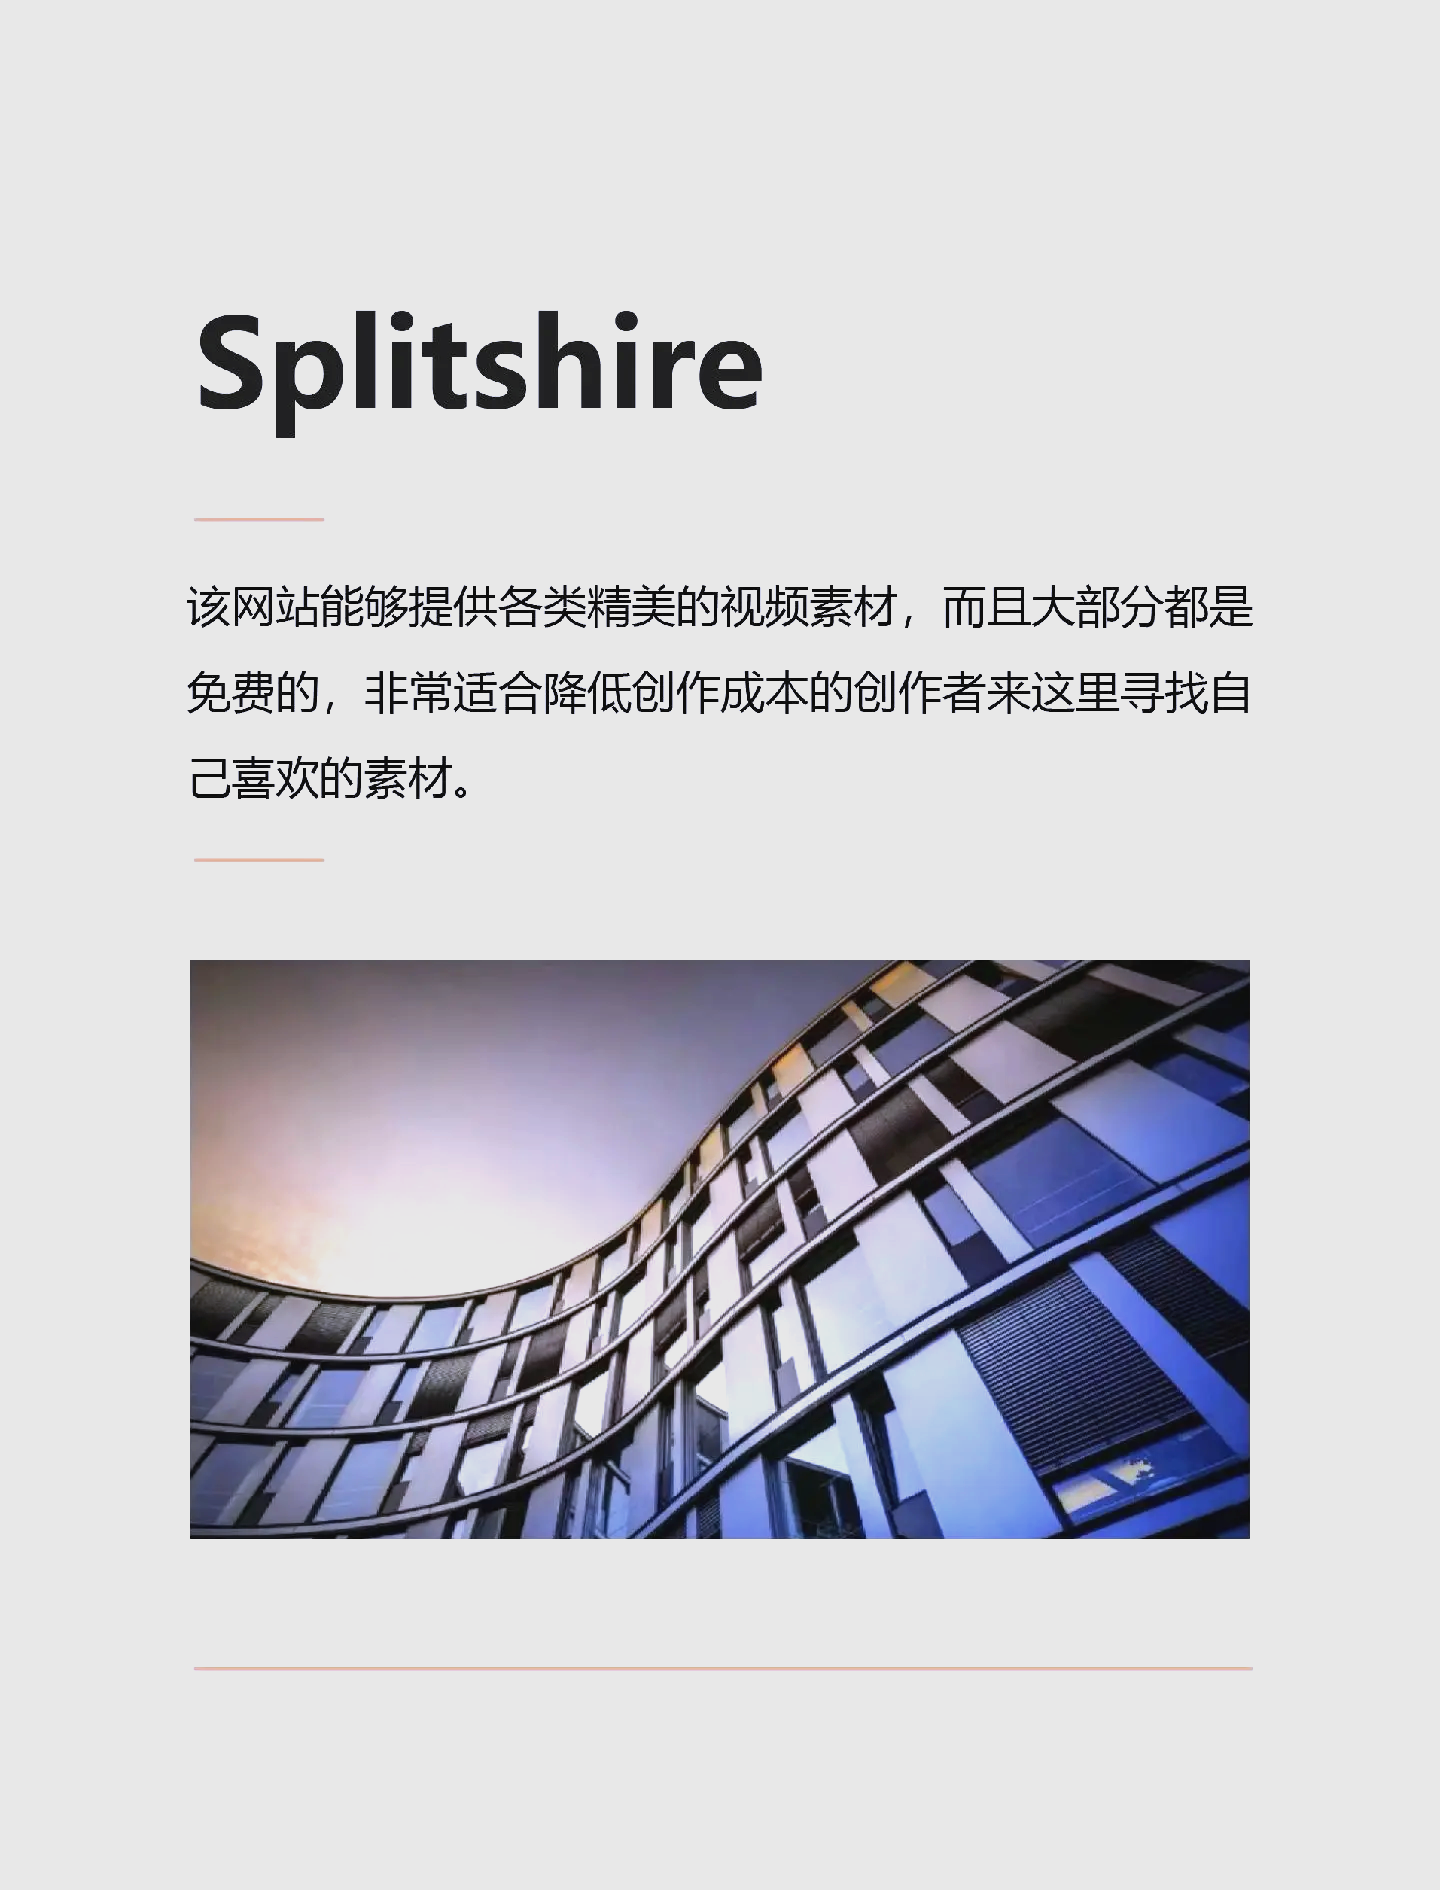 Splitshire
该网站能够提供各类精美的视频素材，而且大部分都是
免费的，非常适合降低创作成本的创作者来这里寻找自
己喜欢的素材。